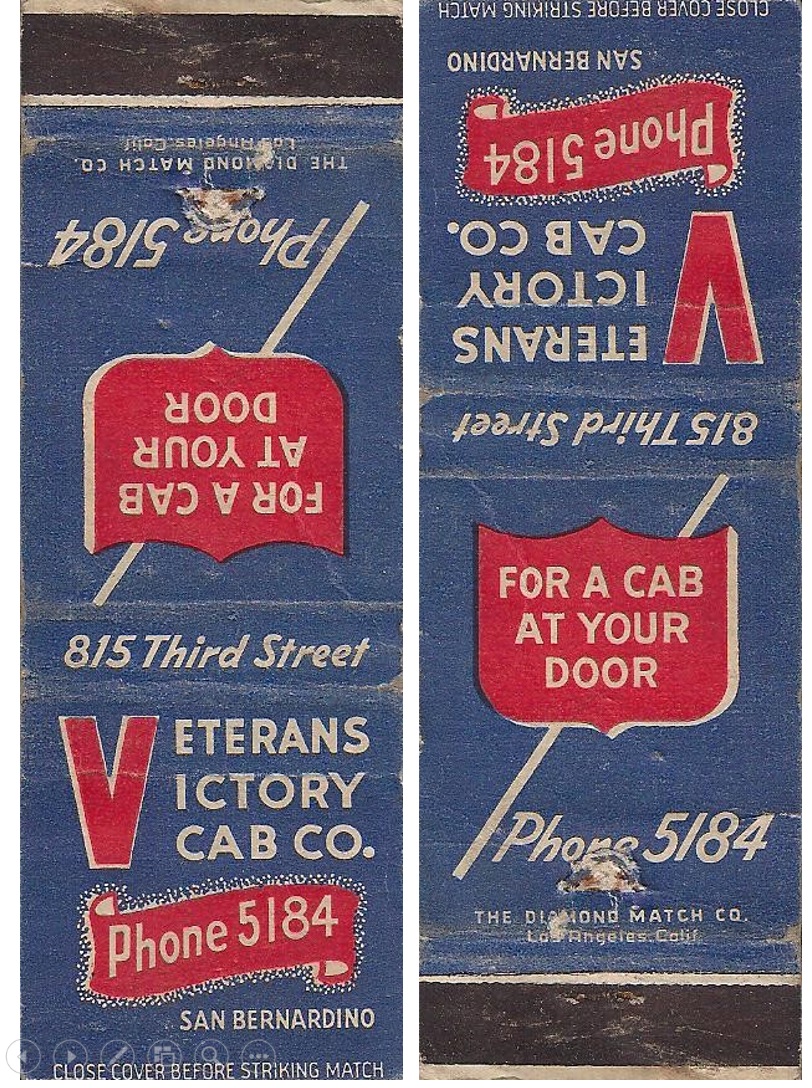 FOR A CAB
AT YOUR
DOOR
Phone 5184
THE DIAMOND MATCH CO.
Los Angeles, Calif.
815 Third Street
VETERANS
VICTORY
CAB CO.
Phone 5184
SAN BERNARDINO
CLOSE COVER BEFORE STRIKING MATCH
815 Third Street
VETERANS
VICTORY
CAB CO.
Phone 5184
SAN BERNARDINO
CLOSE COVER BEFORE STRIKING MATCH
FOR A CAB
AT YOUR
DOOR
Phone 5184
THE DIAMOND MATCH CO.
Los Angeles, Calif.